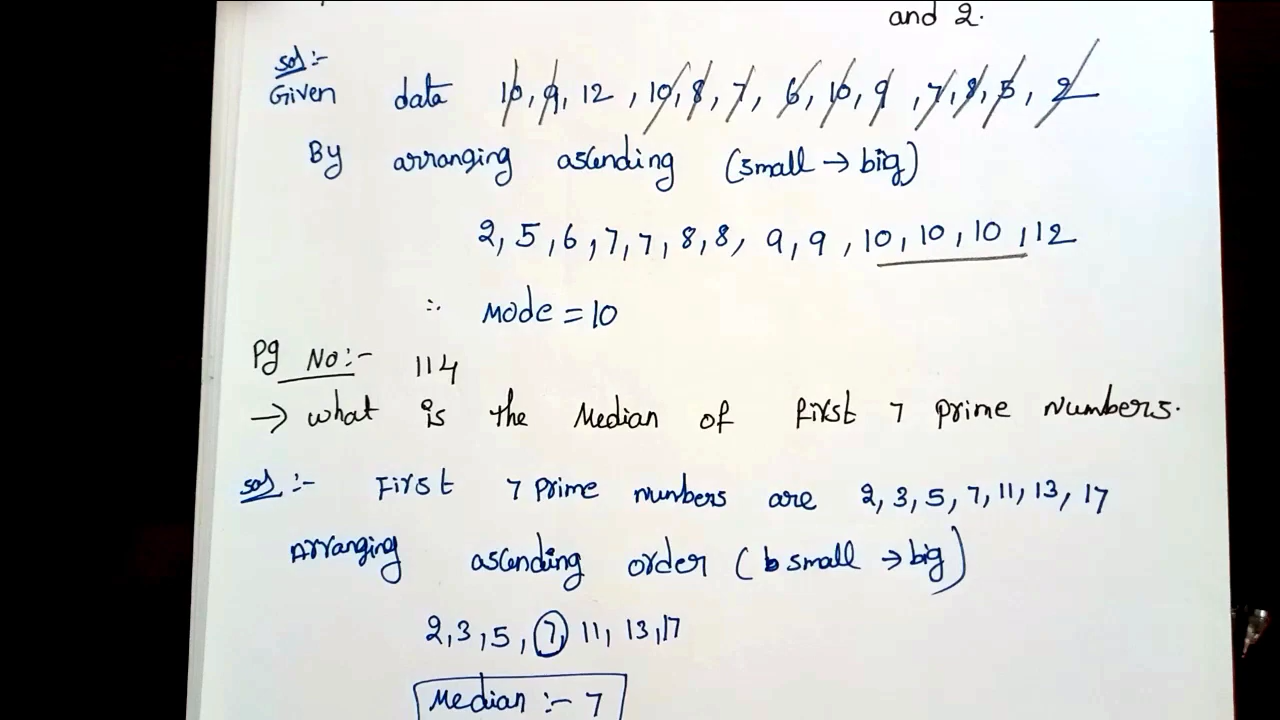 and 2.
Sol :-
Given data 10, 9, 12, 10, 8, 7, 6, 10, 9, 7, 8, 5, 2
By arranging ascending (small → big)
2, 5, 6, 7, 7, 8, 8, 9, 9, 10, 10, 10, 12
∴ Mode = 10
Pg No:- 114
→ what is the Median of first 7 prime numbers.
Sol :- First 7 prime numbers are 2, 3, 5, 7, 11, 13, 17
Arranging ascending order (b small → big)
2, 3, 5, 7, 11, 13, 17
Median :- 7